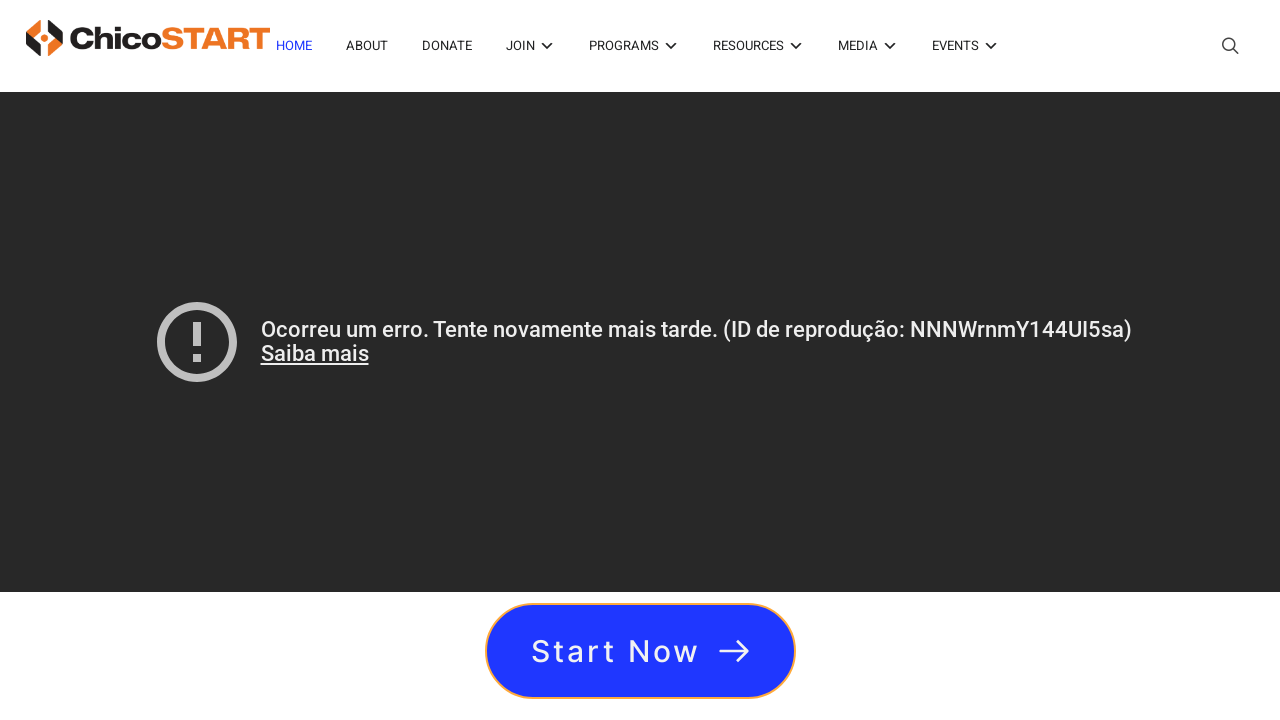 ChicoSTART
HOME ABOUT DONATE JOIN PROGRAMS RESOURCES MEDIA EVENTS
Ocorreu um erro. Tente novamente mais tarde. (ID de reprodução: NNNWrnmY144UI5sa)
Saiba mais
Start Now